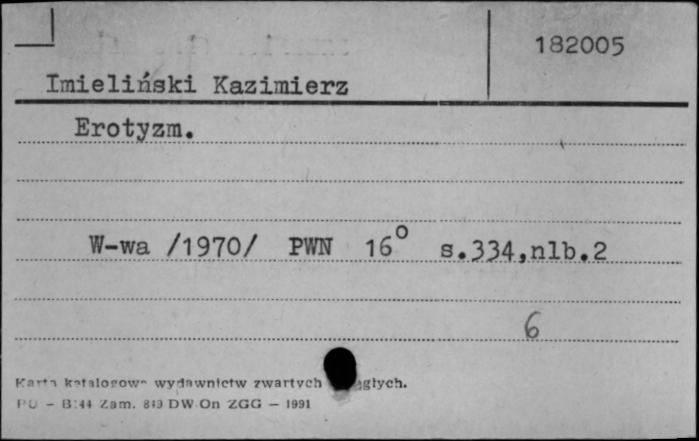 182005
Imieliński Kazimierz
Erotyzm.
W-wa /1970/ PWN 16° s.334,nlb.2
6
Karta katalogowa wydawnictw zwartych głych.
PU - B 44 Zam. 849 DW On ZGG - 1991